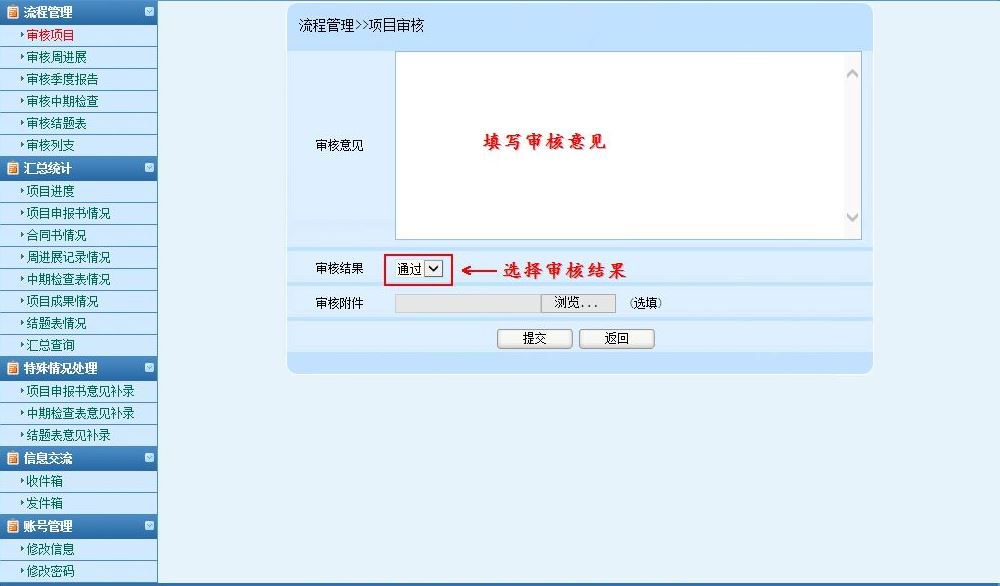 流程管理
审核项目
审核周进展
审核季度报告
审核中期检查
审核结题表
审核列支
汇总统计
项目进度
项目申报书情况
合同书情况
周进展记录情况
中期检查表情况
项目成果情况
结题表情况
汇总查询
特殊情况处理
项目申报书意见补录
中期检查表意见补录
结题表意见补录
信息交流
收件箱
发件箱
账号管理
修改信息
修改密码
流程管理>>项目审核
审核意见
填写审核意见
审核结果 通过 选择审核结果
审核附件 浏览... （选填）
提交 返回